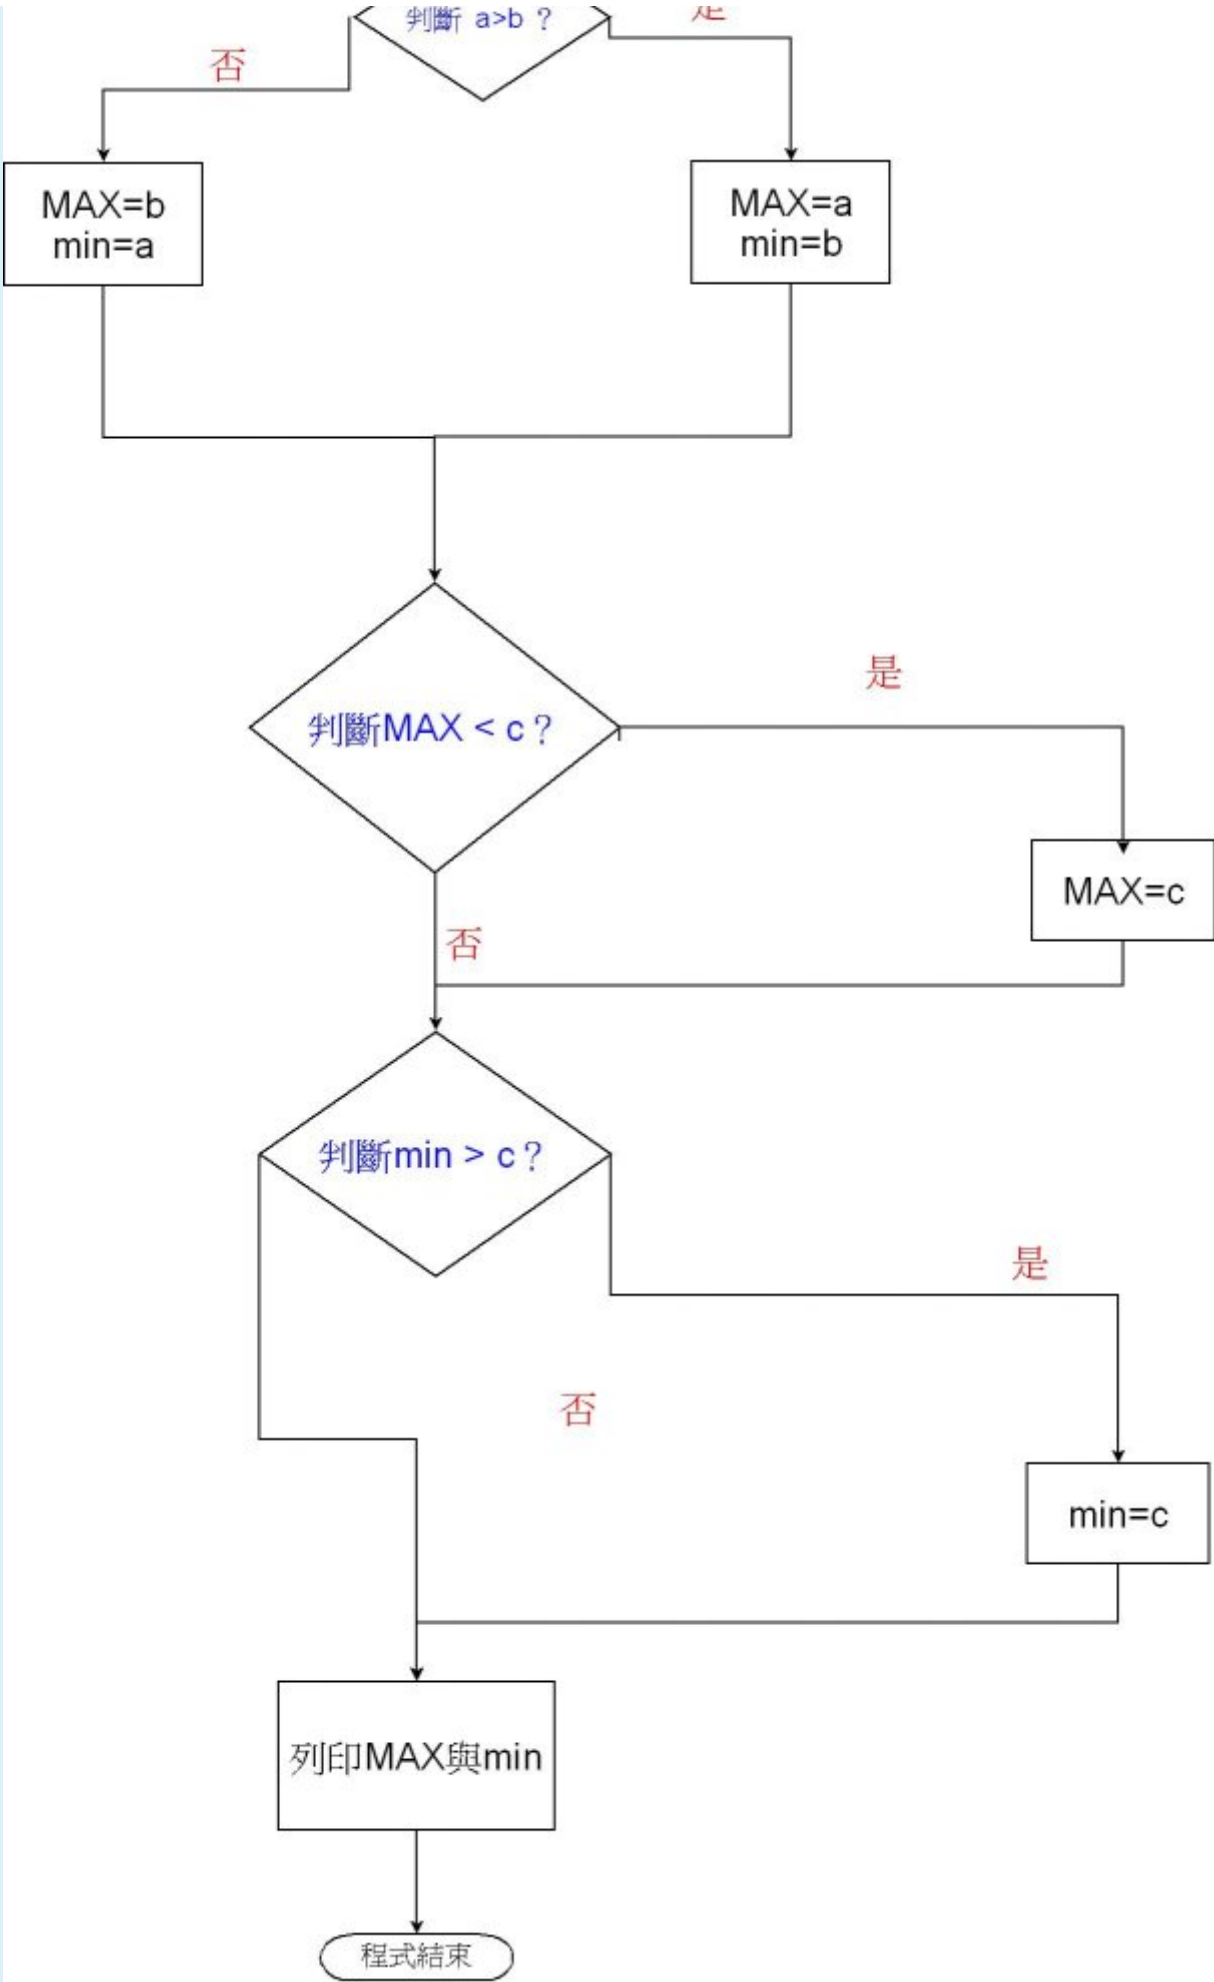 判斷 a>b ?
是
否
MAX=b
min=a
MAX=a
min=b
是
判斷MAX < c?
MAX=c
否
判斷min > c?
是
否
min=c
列印MAX與min
程式結束